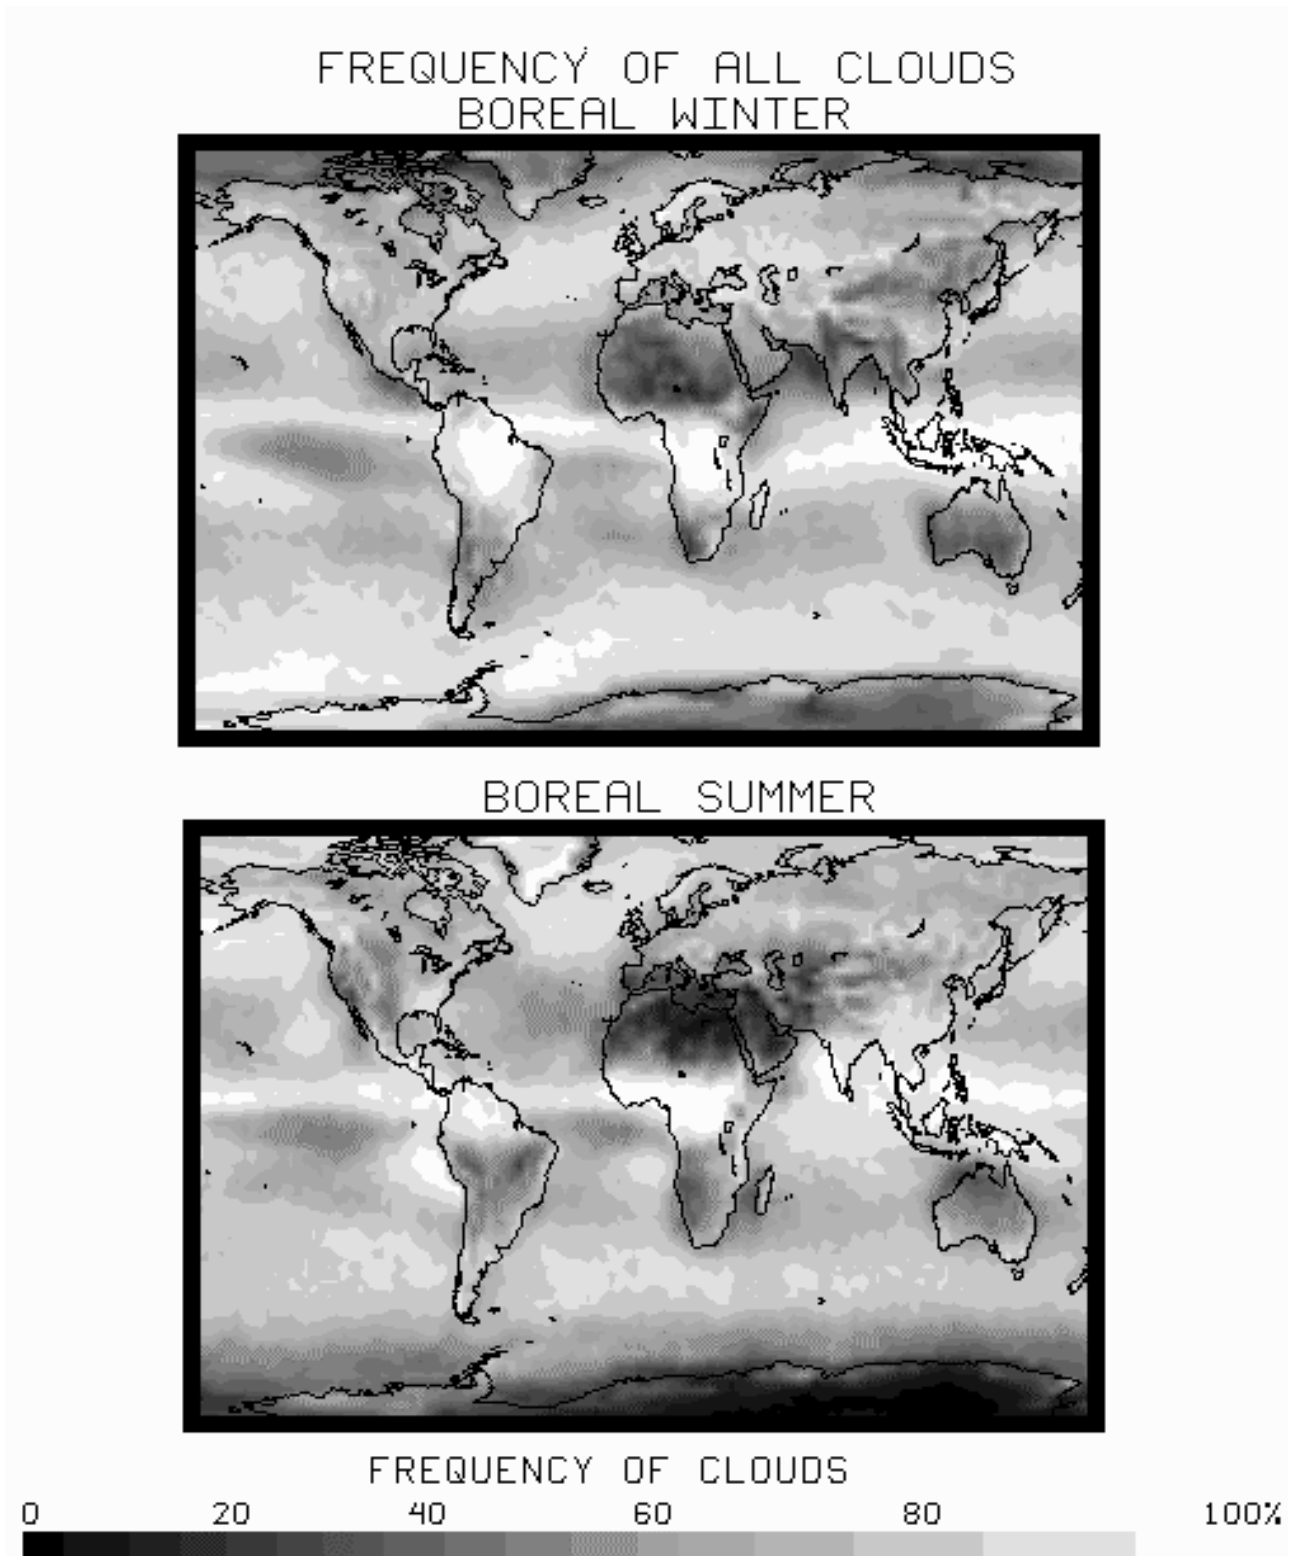 FREQUENCY OF ALL CLOUDS
BOREAL WINTER
BOREAL SUMMER
FREQUENCY OF CLOUDS
0 20 40 60 80 100%